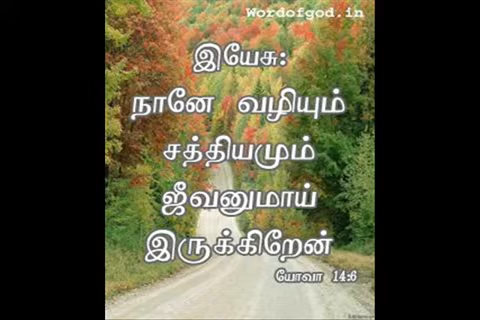 Wordofgod.in
இயேசு:
நானே வழியும்
சத்தியமும்
ஜீவனுமாய்
இருக்கிறேன்
யோவா 14:6